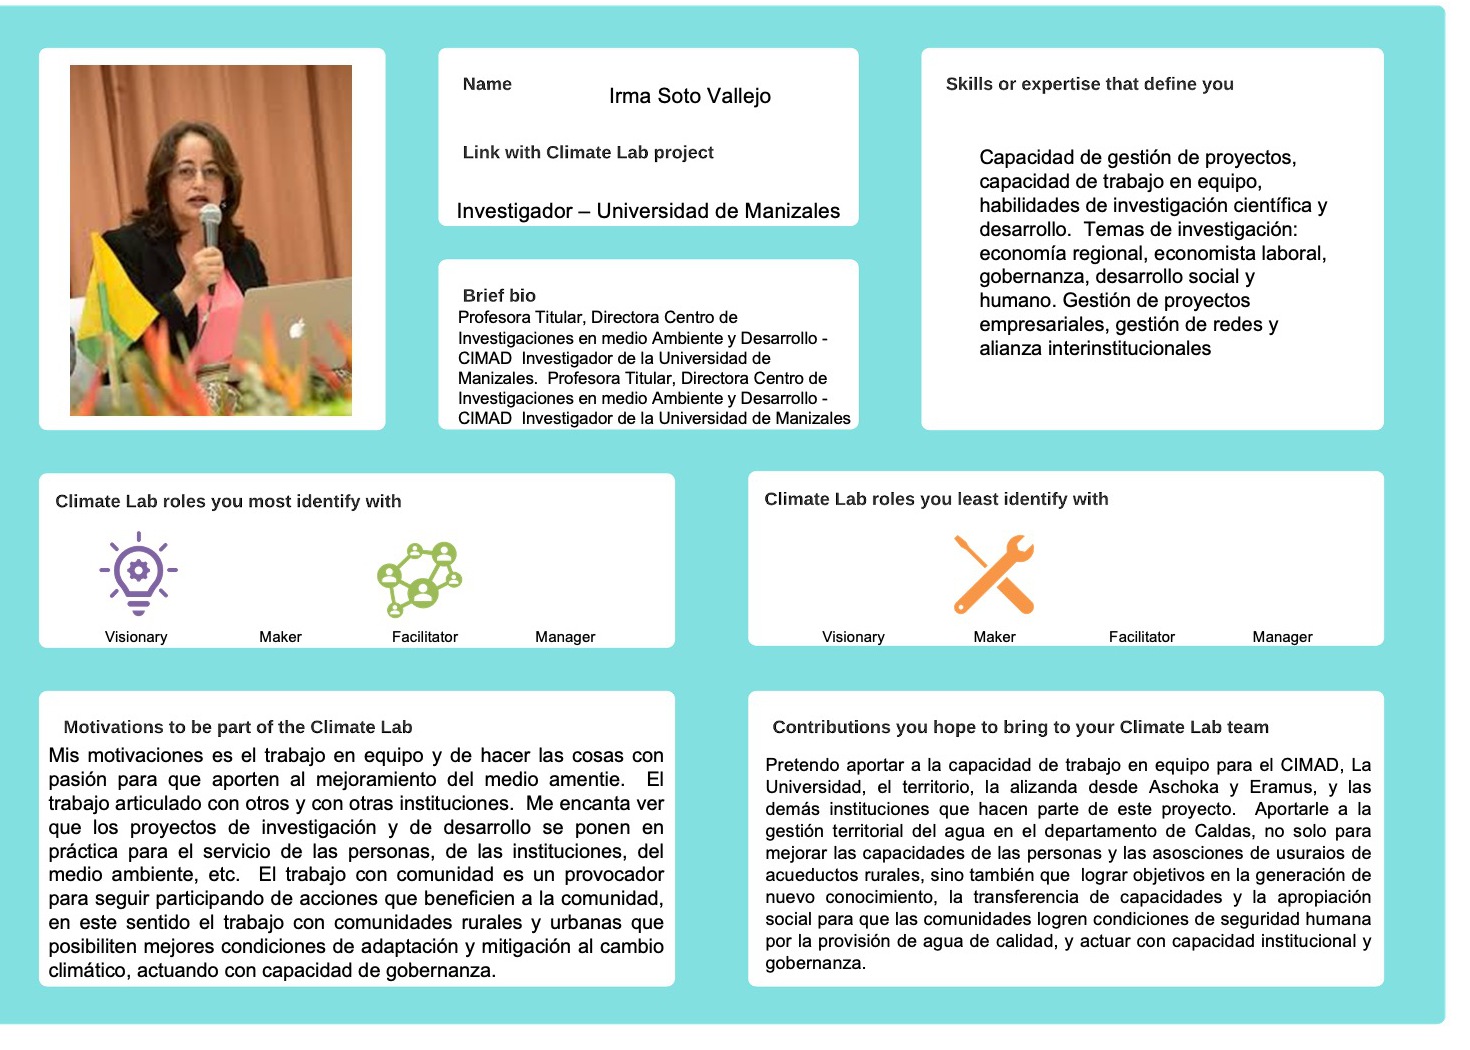 Name
Irma Soto Vallejo
Link with Climate Lab project
Investigador – Universidad de Manizales
Skills or expertise that define you
Capacidad de gestión de proyectos,
capacidad de trabajo en equipo,
habilidades de investigación científica y
desarrollo.  Temas de investigación:
economía regional, economista laboral,
gobernanza, desarrollo social y
humano. Gestión de proyectos
empresariales, gestión de redes y
alianza interinstitucionales
Brief bio
Profesora Titular, Directora Centro de
Investigaciones en medio Ambiente y Desarrollo -
CIMAD  Investigador de la Universidad de
Manizales.  Profesora Titular, Directora Centro de
Investigaciones en medio Ambiente y Desarrollo -
CIMAD  Investigador de la Universidad de Manizales
Climate Lab roles you most identify with
Visionary Maker Facilitator Manager
Climate Lab roles you least identify with
Visionary Maker Facilitator Manager
Motivations to be part of the Climate Lab
Mis motivaciones es el trabajo en equipo y de hacer las cosas con
pasión para que aporten al mejoramiento del medio amentie.  El
trabajo articulado con otros y con otras instituciones.  Me encanta ver
que los proyectos de investigación y de desarrollo se ponen en
práctica para el servicio de las personas, de las instituciones, del
medio ambiente, etc.  El trabajo con comunidad es un provocador
para seguir participando de acciones que beneficien a la comunidad,
en este sentido el trabajo con comunidades rurales y urbanas que
posibiliten mejores condiciones de adaptación y mitigación al cambio
climático, actuando con capacidad de gobernanza.
Contributions you hope to bring to your Climate Lab team
Pretendo aportar a la capacidad de trabajo en equipo para el CIMAD, La
Universidad, el territorio, la alizanda desde Aschoka y Eramus, y las
demás instituciones que hacen parte de este proyecto.  Aportarle a la
gestión territorial del agua en el departamento de Caldas, no solo para
mejorar las capacidades de las personas y las asosciones de usuraios de
acueductos rurales, sino también que  lograr objetivos en la generación de
nuevo conocimiento, la transferencia de capacidades y la apropiación
social para que las comunidades logren condiciones de seguridad humana
por la provisión de agua de calidad, y actuar con capacidad institucional y
gobernanza.